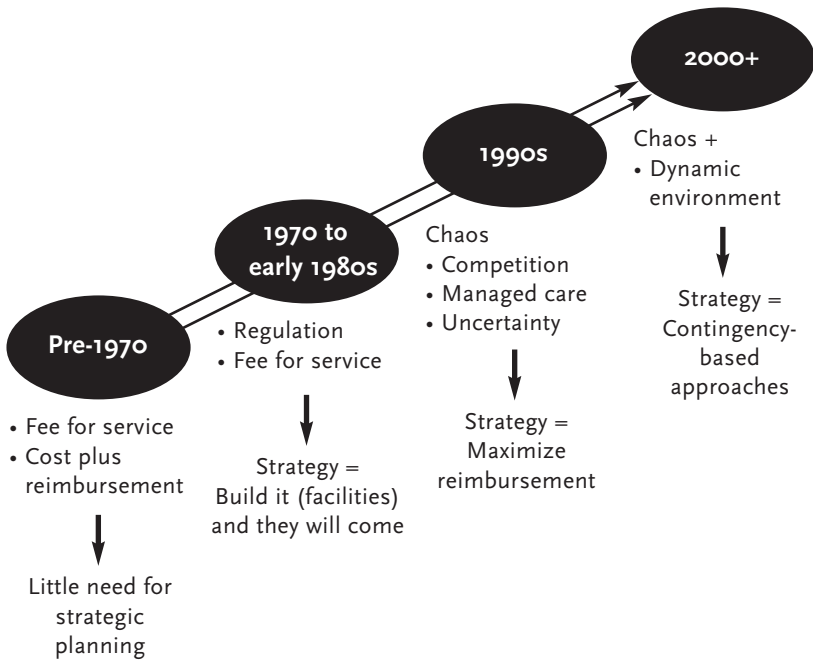 Pre-1970
• Fee for service
• Cost plus
reimbursement
Little need for
strategic
planning
1970 to
early 1980s
• Regulation
• Fee for service
Strategy =
Build it (facilities)
and they will come
1990s
Chaos
• Competition
• Managed care
• Uncertainty
Strategy =
Maximize
reimbursement
2000+
Chaos +
• Dynamic
environment
Strategy =
Contingency-
based
approaches